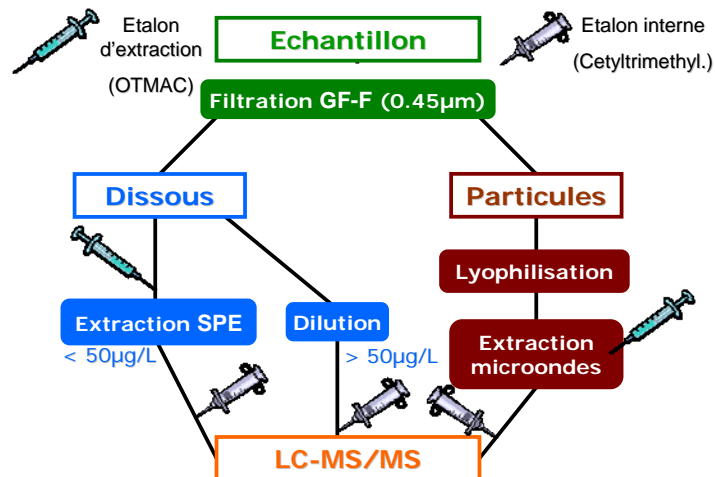 Etalon
d'extraction
(OTMAC)
Echantillon
Etalon interne
(Cetyltrimethyl.)
Filtration GF-F (0.45µm)
Dissous
Particules
Lyophilisation
Extraction SPE
< 50µg/L
Dilution
> 50µg/L
Extraction
microondes
LC-MS/MS